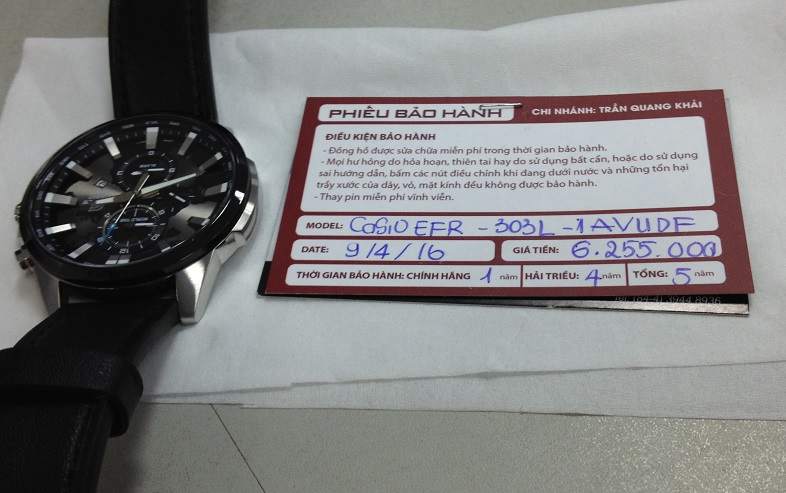 PHIẾU BẢO HÀNH
CHI NHÁNH: TRẦN QUANG KHẢI
ĐIỀU KIỆN BẢO HÀNH
- Đồng hồ được sửa chữa miễn phí trong thời gian bảo hành.
- Mọi hư hỏng do hỏa hoạn, thiên tai hay do sử dụng bất cẩn, hoặc do sử dụng
sai hướng dẫn, bấm các nút điều chỉnh khi đang dưới nước và những tổn hại
trầy xước của dây, vỏ, mặt kính đều không được bảo hành.
- Thay pin miễn phí vĩnh viễn.
MODEL: CASIO EFR - 303L - 1AVUDF
DATE: 9/4/16 GIÁ TIỀN: 6.255.000
THỜI GIAN BẢO HÀNH: CHÍNH HÃNG 1 năm HẢI TRIỀU: 4 năm TỔNG: 5 năm